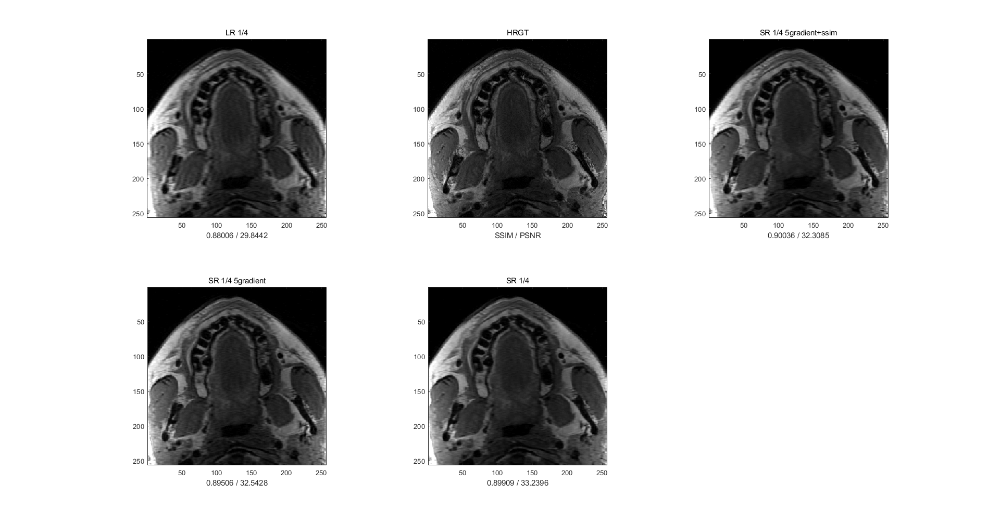 LR 1/4
50
100
150
200
250
50 100 150 200 250
0.88006 / 29.8442
HRGT
50
100
150
200
250
50 100 150 200 250
SSIM / PSNR
SR 1/4 5gradient+ssim
50
100
150
200
250
50 100 150 200 250
0.90036 / 32.3085
SR 1/4 5gradient
50
100
150
200
250
50 100 150 200 250
0.89506 / 32.5428
SR 1/4
50
100
150
200
250
50 100 150 200 250
0.89909 / 33.2396